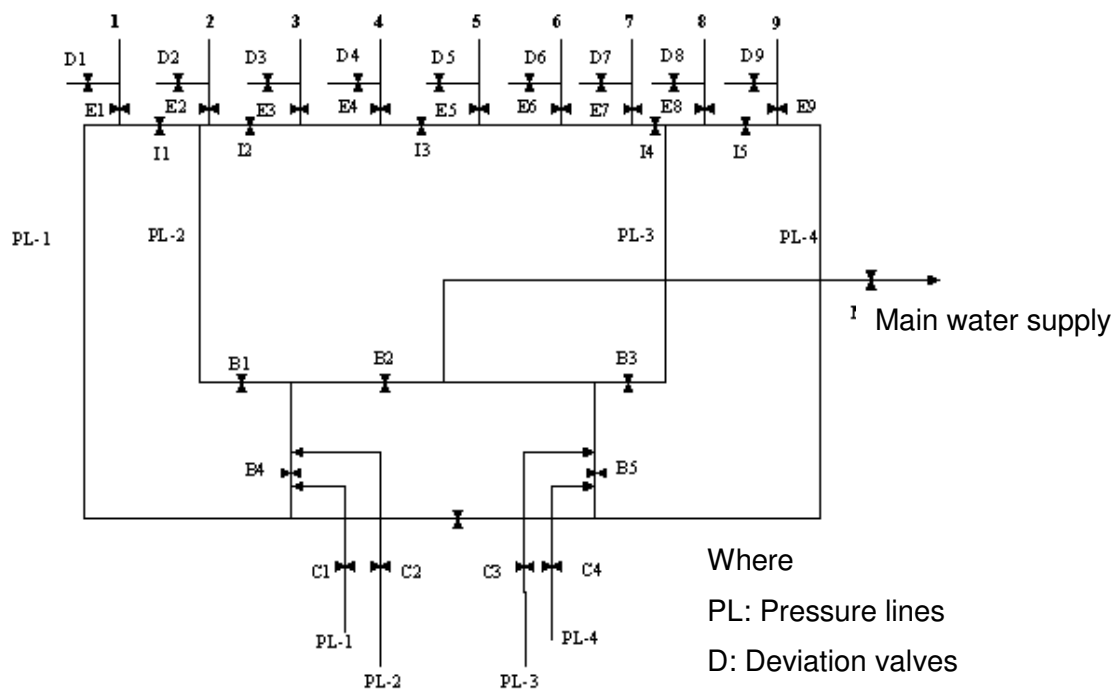 1 2 3 4 5 6 7 8 9
D1 D2 D3 D4 D5 D6 D7 D8 D9
E1 E2 E3 E4 E5 E6 E7 E8 E9
I1 I2 I3 I4 I5
PL-1 PL-2 PL-3 PL-4
Main water supply
B1 B2 B3
B4 B5
C1 C2 C3 C4
Where
PL: Pressure lines
PL-1 PL-4
D: Deviation valves
PL-2 PL-3